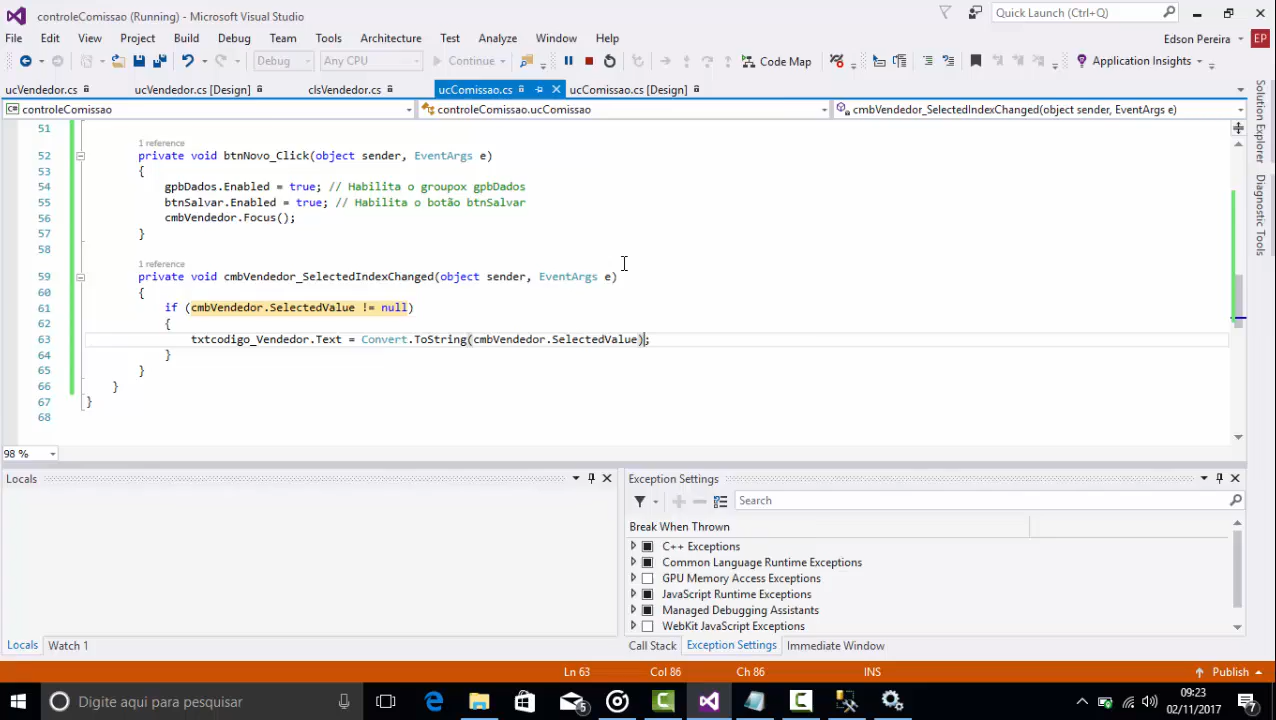 controleComissao (Running) - Microsoft Visual Studio
Quick Launch (Ctrl+Q)
File Edit View Project Build Debug Team Tools Architecture Test Analyze Window Help
Edson Pereira EP
Debug Any CPU Continue Code Map Application Insights
ucVendedor.cs ucVendedor.cs [Design] clsVendedor.cs ucComissao.cs ucComissao.cs [Design]
controleComissao controleComissao.ucComissao cmbVendedor_SelectedIndexChanged(object sender, EventArgs e)
51
1 reference
52 private void btnNovo_Click(object sender, EventArgs e)
53 {
54 gpbDados.Enabled = true; // Habilita o groupox gpbDados
55 btnSalvar.Enabled = true; // Habilita o botão btnSalvar
56 cmbVendedor.Focus();
57 }
58
1 reference
59 private void cmbVendedor_SelectedIndexChanged(object sender, EventArgs e)
60 {
61 if (cmbVendedor.SelectedValue != null)
62 {
63 txtcodigo_Vendedor.Text = Convert.ToString(cmbVendedor.SelectedValue);
64 }
65 }
66 }
67 }
68
Solution Explorer
Diagnostic Tools
98 %
Locals
Exception Settings
Search
Break When Thrown
C++ Exceptions
Common Language Runtime Exceptions
GPU Memory Access Exceptions
JavaScript Runtime Exceptions
Managed Debugging Assistants
WebKit JavaScript Exceptions
Locals Watch 1
Call Stack Exception Settings Immediate Window
Ln 63 Col 86 Ch 86 INS Publish
Digite aqui para pesquisar
5
09:23
02/11/2017
7